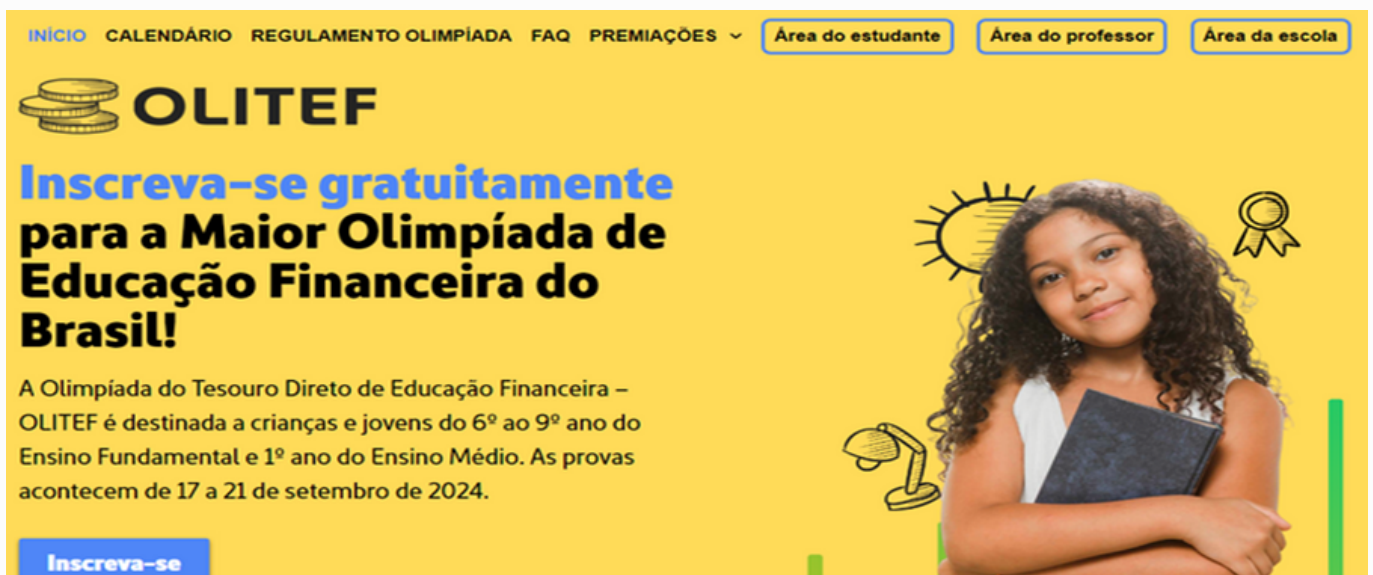 INÍCIO CALENDÁRIO REGULAMENTO OLIMPÍADA FAQ PREMIAÇÕES Área do estudante Área do professor Área da escola
OLITEF
Inscreva-se gratuitamente
para a Maior Olimpíada de
Educação Financeira do
Brasil!
A Olimpíada do Tesouro Direto de Educação Financeira –
OLITEF é destinada a crianças e jovens do 6º ao 9º ano do
Ensino Fundamental e 1º ano do Ensino Médio. As provas
acontecem de 17 a 21 de setembro de 2024.
Inscreva-se